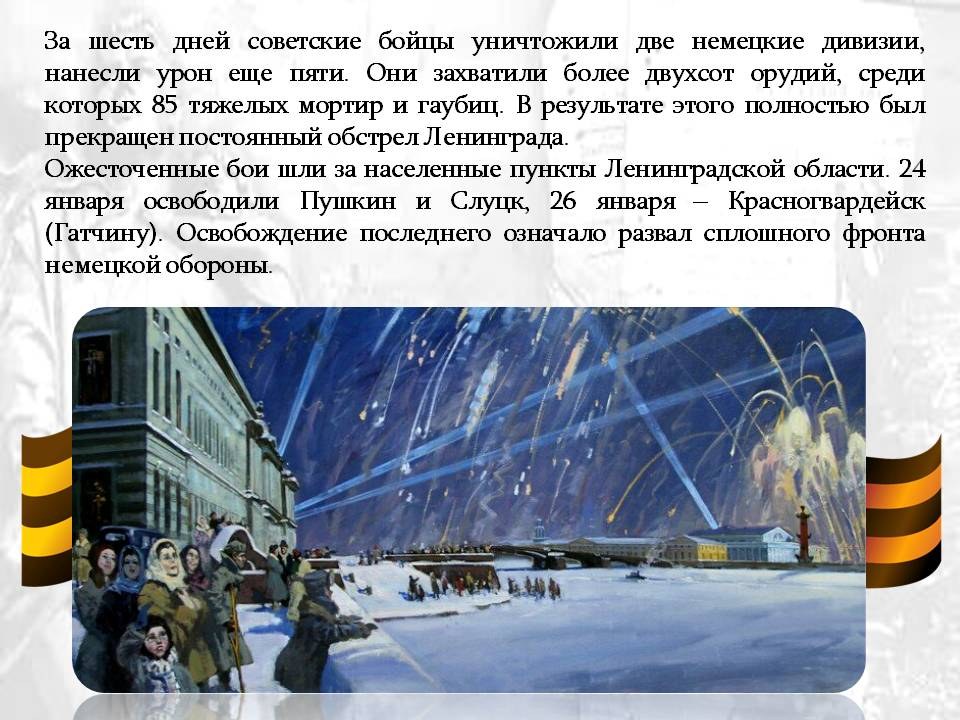 За шесть дней советские бойцы уничтожили две немецкие дивизии,
нанесли урон еще пяти. Они захватили более двухсот орудий, среди
которых 85 тяжелых мортир и гаубиц. В результате этого полностью был
прекращен постоянный обстрел Ленинграда.
Ожесточенные бои шли за населенные пункты Ленинградской области. 24
января освободили Пушкин и Слуцк, 26 января – Красногвардейск
(Гатчину). Освобождение последнего означало развал сплошного фронта
немецкой обороны.